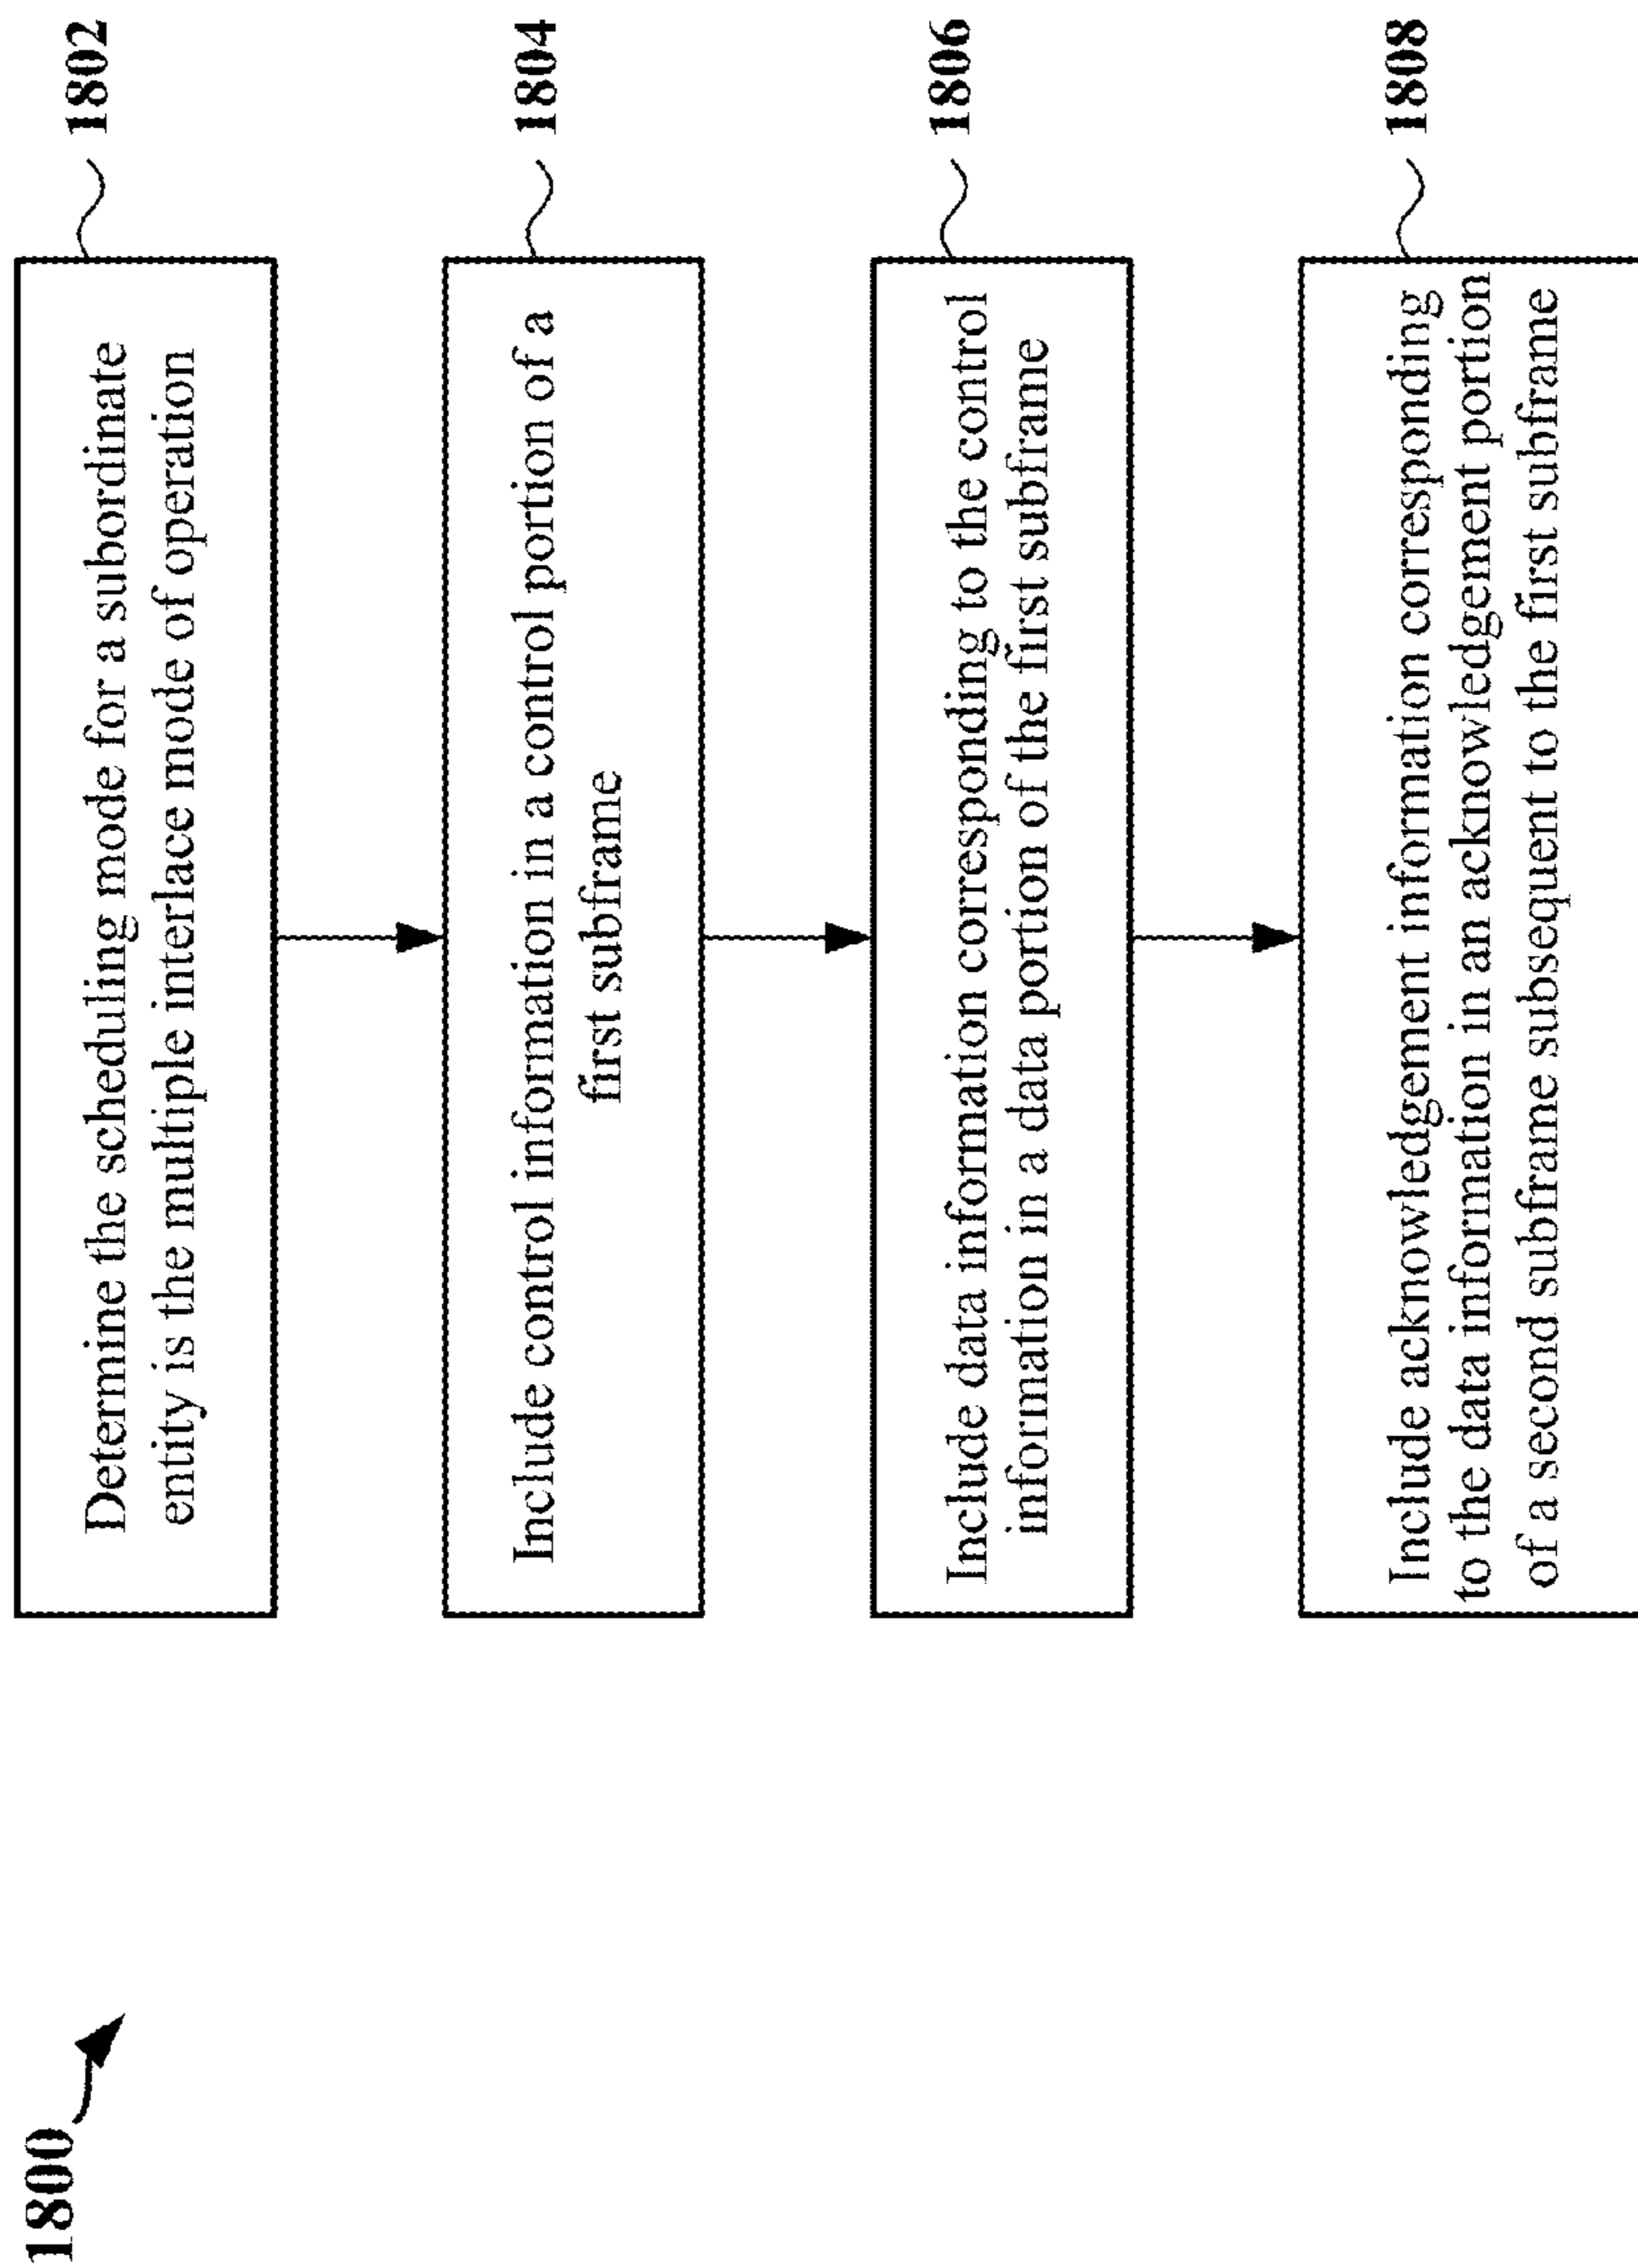 1800
Determine the scheduling mode for a subordinate
entity is the multiple interlace mode of operation
1802
Include control information in a control portion of a
first subframe
1804
Include data information corresponding to the control
information in a data portion of the first subframe
1806
Include acknowledgement information corresponding
to the data information in an acknowledgement portion
of a second subframe subsequent to the first subframe
1808